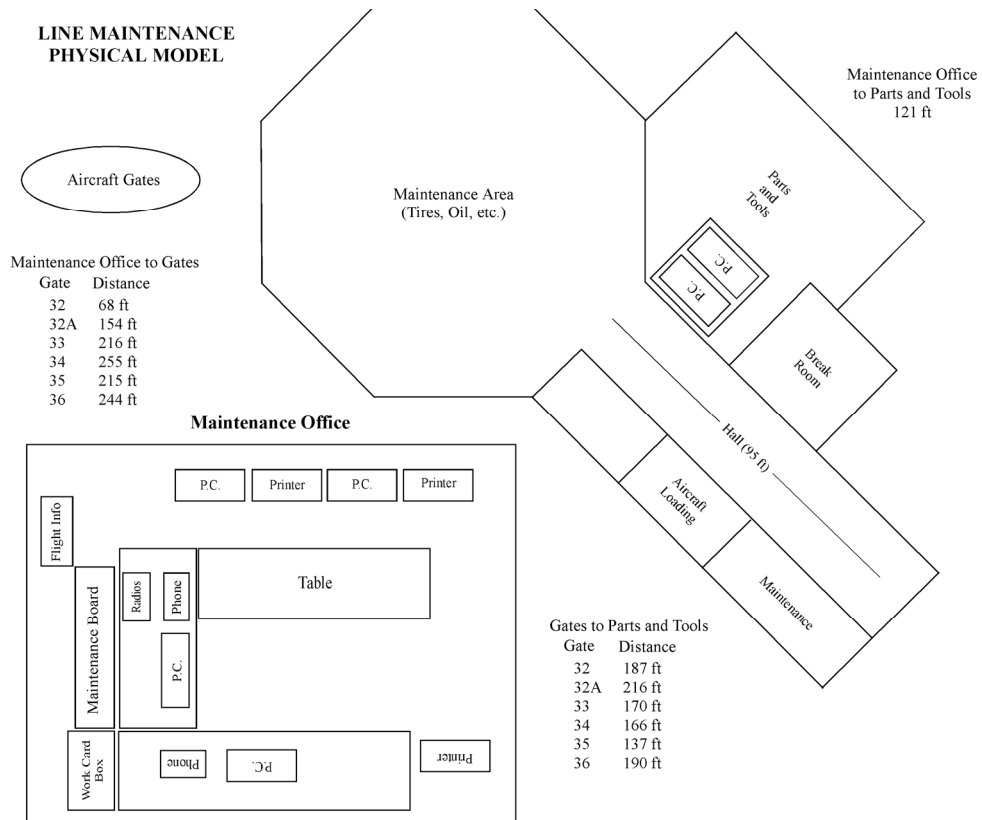 LINE MAINTENANCE
PHYSICAL MODEL
Maintenance Office
to Parts and Tools
121 ft
Aircraft Gates
Maintenance Area
(Tires, Oil, etc.)
Parts
and
Tools
P.C.
P.C.
Maintenance Office to Gates
Gate Distance
32 68 ft
32A 154 ft
33 216 ft
34 255 ft
35 215 ft
36 244 ft
Break
Room
Hall (95 ft)
Aircraft
Loading
Maintenance
Maintenance Office
P.C.
Printer
P.C.
Printer
Flight Info
Maintenance Board
Radios
Phone
Table
P.C.
Work Card
Box
Phone
P.C.
Printer
Gates to Parts and Tools
Gate Distance
32 187 ft
32A 216 ft
33 170 ft
34 166 ft
35 137 ft
36 190 ft